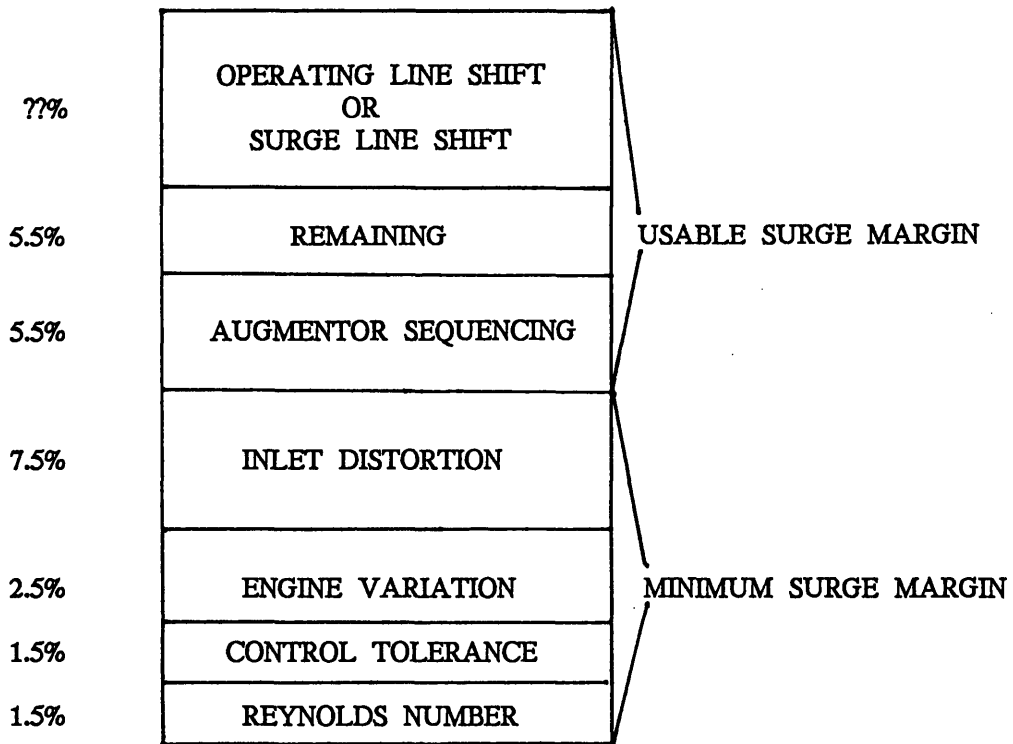 OPERATING LINE SHIFT
??% OR
SURGE LINE SHIFT
5.5% REMAINING USABLE SURGE MARGIN
5.5% AUGMENTOR SEQUENCING
7.5% INLET DISTORTION
2.5% ENGINE VARIATION MINIMUM SURGE MARGIN
1.5% CONTROL TOLERANCE
1.5% REYNOLDS NUMBER